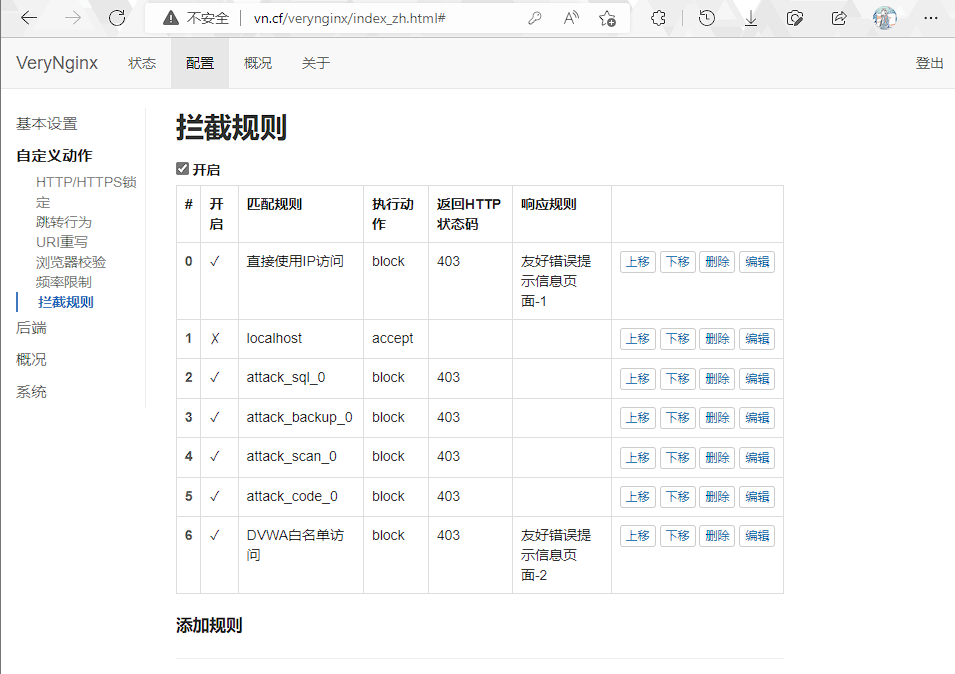 不安全 vn.cf/verynginx/index_zh.html#
VeryNginx 状态 配置 概况 关于 登出
基本设置
自定义动作
HTTP/HTTPS锁
定
跳转行为
URI重写
浏览器校验
频率限制
拦截规则
后端
概况
系统
拦截规则
开启
# 开 匹配规则 执行动 返回HTTP 响应规则
启 作 状态码
0 ✓ 直接使用IP访问 block 403 友好错误提 上移 下移 删除 编辑
示信息页
面-1
1 ✗ localhost accept 上移 下移 删除 编辑
2 ✓ attack_sql_0 block 403 上移 下移 删除 编辑
3 ✓ attack_backup_0 block 403 上移 下移 删除 编辑
4 ✓ attack_scan_0 block 403 上移 下移 删除 编辑
5 ✓ attack_code_0 block 403 上移 下移 删除 编辑
6 ✓ DVWA白名单访 block 403 友好错误提 上移 下移 删除 编辑
问 示信息页
面-2
添加规则